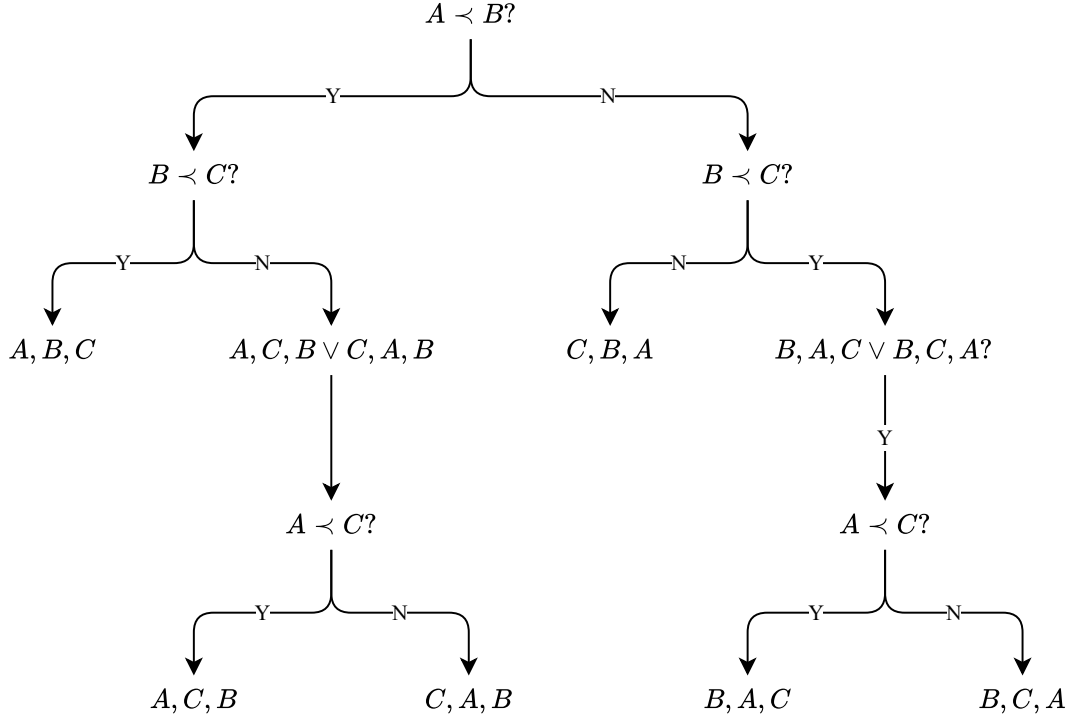 A ≺ B?
Y
N
B ≺ C?
B ≺ C?
Y
N
N
Y
A, B, C
A, C, B ∨ C, A, B
C, B, A
B, A, C ∨ B, C, A?
Y
A ≺ C?
A ≺ C?
Y
N
Y
N
A, C, B
C, A, B
B, A, C
B, C, A